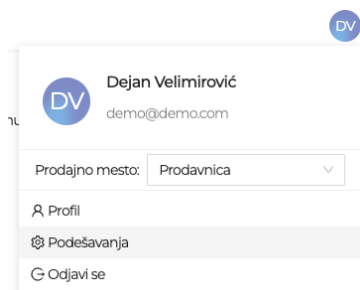 DV
Dejan Velimirović
DV
demo@demo.com
Prodajno mesto: Prodavnica
Profil
Podešavanja
Odjavi se